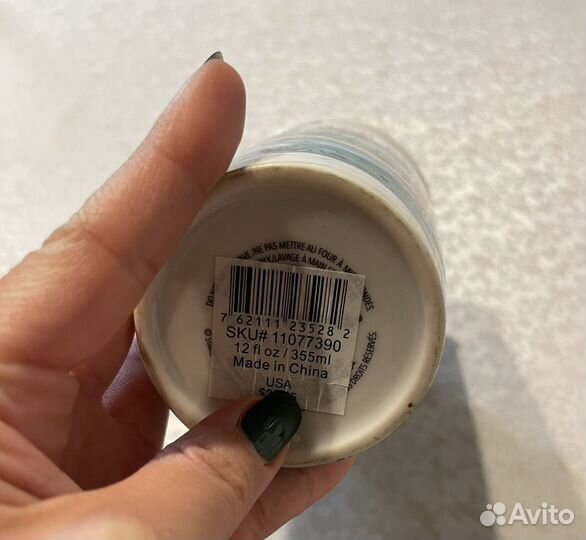 VE/NE PAS METTRE AU FOUR À
LAVAGE À MAIN
7 62111 23528 2
SKU# 11077390
12 fl oz / 355ml
Made in China
USA
DROITS RÉSERVÉS.
Avito